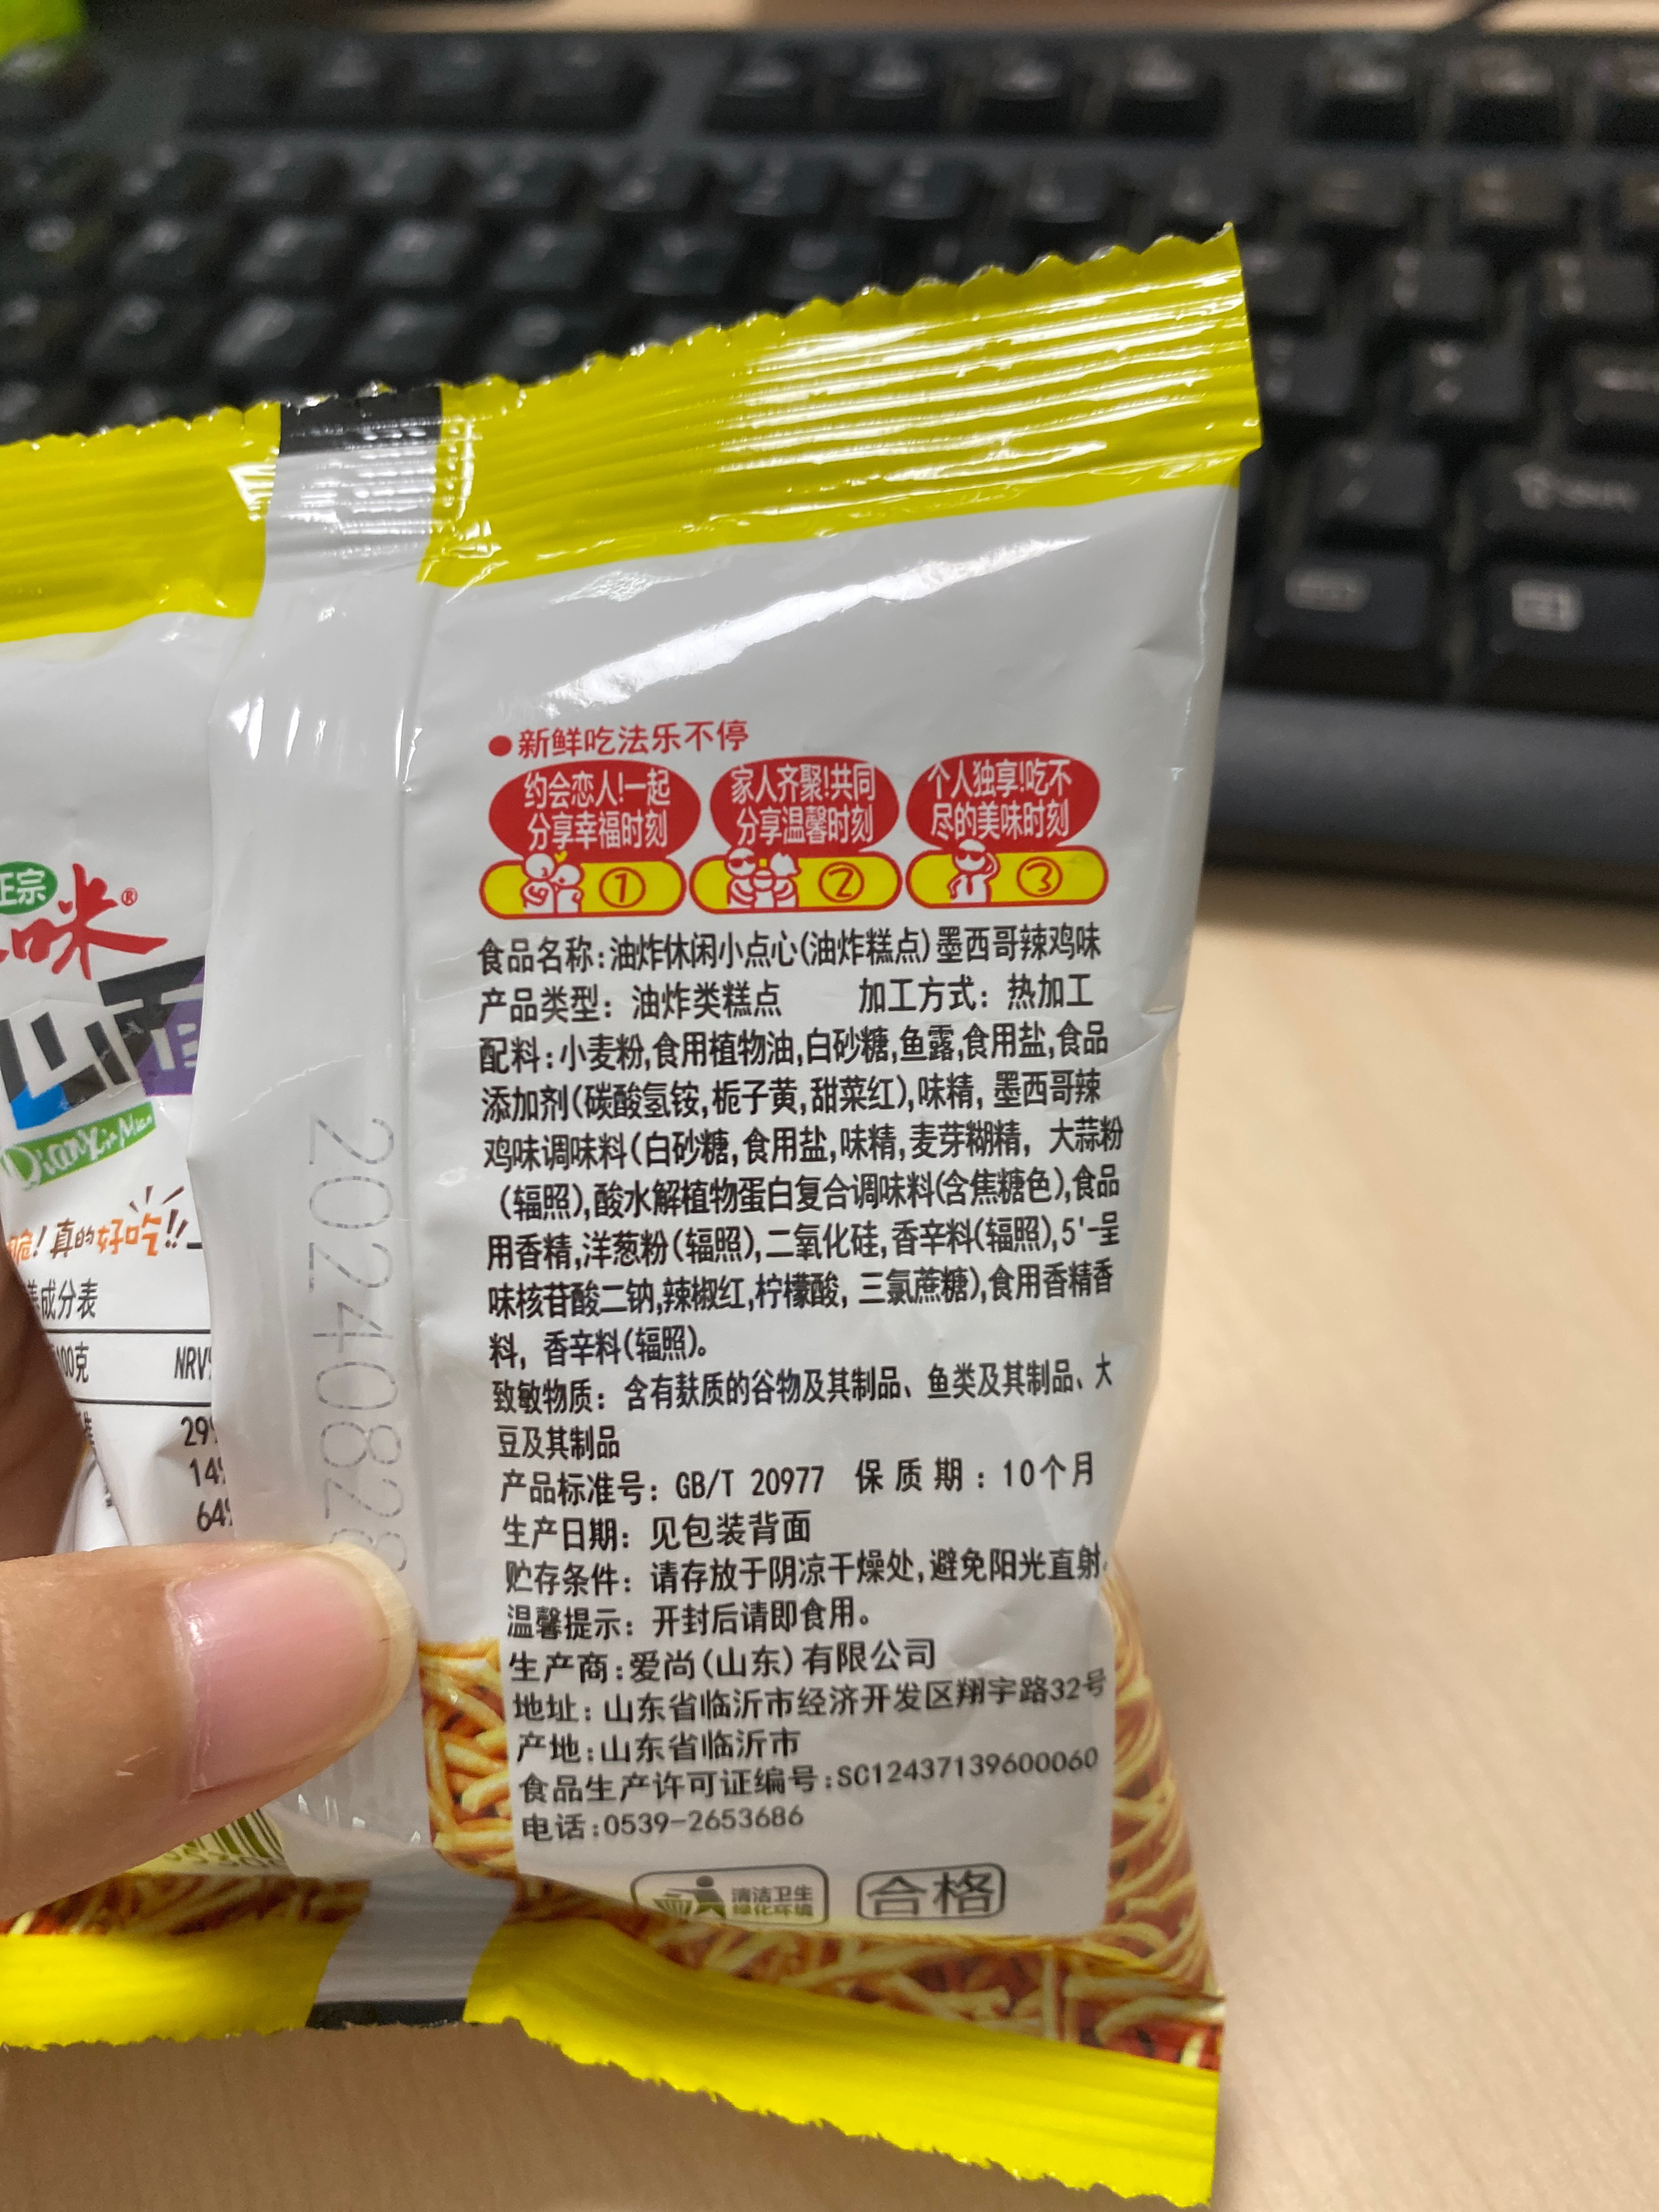 正宗
咪®
DianXin Mian
真的好吃!!
成分表
00克 NRV
29
14
64
20240828
●新鲜吃法乐不停
约会恋人!一起
分享幸福时刻
①
家人齐聚!共同
分享温馨时刻
②
个人独享!吃不
尽的美味时刻
③
食品名称:油炸休闲小点心(油炸糕点)墨西哥辣鸡味
产品类型: 油炸类糕点 加工方式: 热加工
配料:小麦粉,食用植物油,白砂糖,鱼露,食用盐,食品
添加剂(碳酸氢铵,栀子黄,甜菜红),味精, 墨西哥辣
鸡味调味料(白砂糖,食用盐,味精,麦芽糊精, 大蒜粉
(辐照),酸水解植物蛋白复合调味料(含焦糖色),食品
用香精,洋葱粉(辐照),二氧化硅,香辛料(辐照),5'-呈
味核苷酸二钠,辣椒红,柠檬酸, 三氯蔗糖),食用香精香
料, 香辛料(辐照)。
致敏物质: 含有麸质的谷物及其制品、鱼类及其制品、大
豆及其制品
产品标准号: GB/T 20977 保质期: 10个月
生产日期: 见包装背面
贮存条件: 请存放于阴凉干燥处,避免阳光直射。
温馨提示: 开封后请即食用。
生产商:爱尚(山东)有限公司
地址: 山东省临沂市经济开发区翔宇路32号
产地:山东省临沂市
食品生产许可证编号:SC12437139600060
电话:0539-2653686
清洁卫生
绿化环境
合格